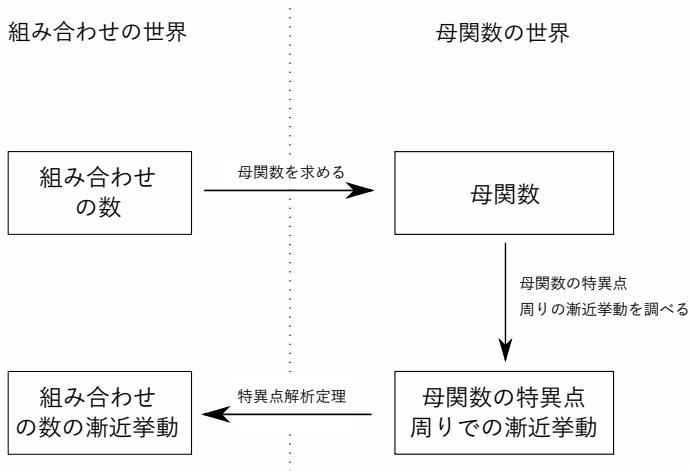 組み合わせの世界
母関数の世界
組み合わせ
の数
母関数を求める
母関数
母関数の特異点
周りの漸近挙動を調べる
組み合わせ
の数の漸近挙動
特異点解析定理
母関数の特異点
周りでの漸近挙動